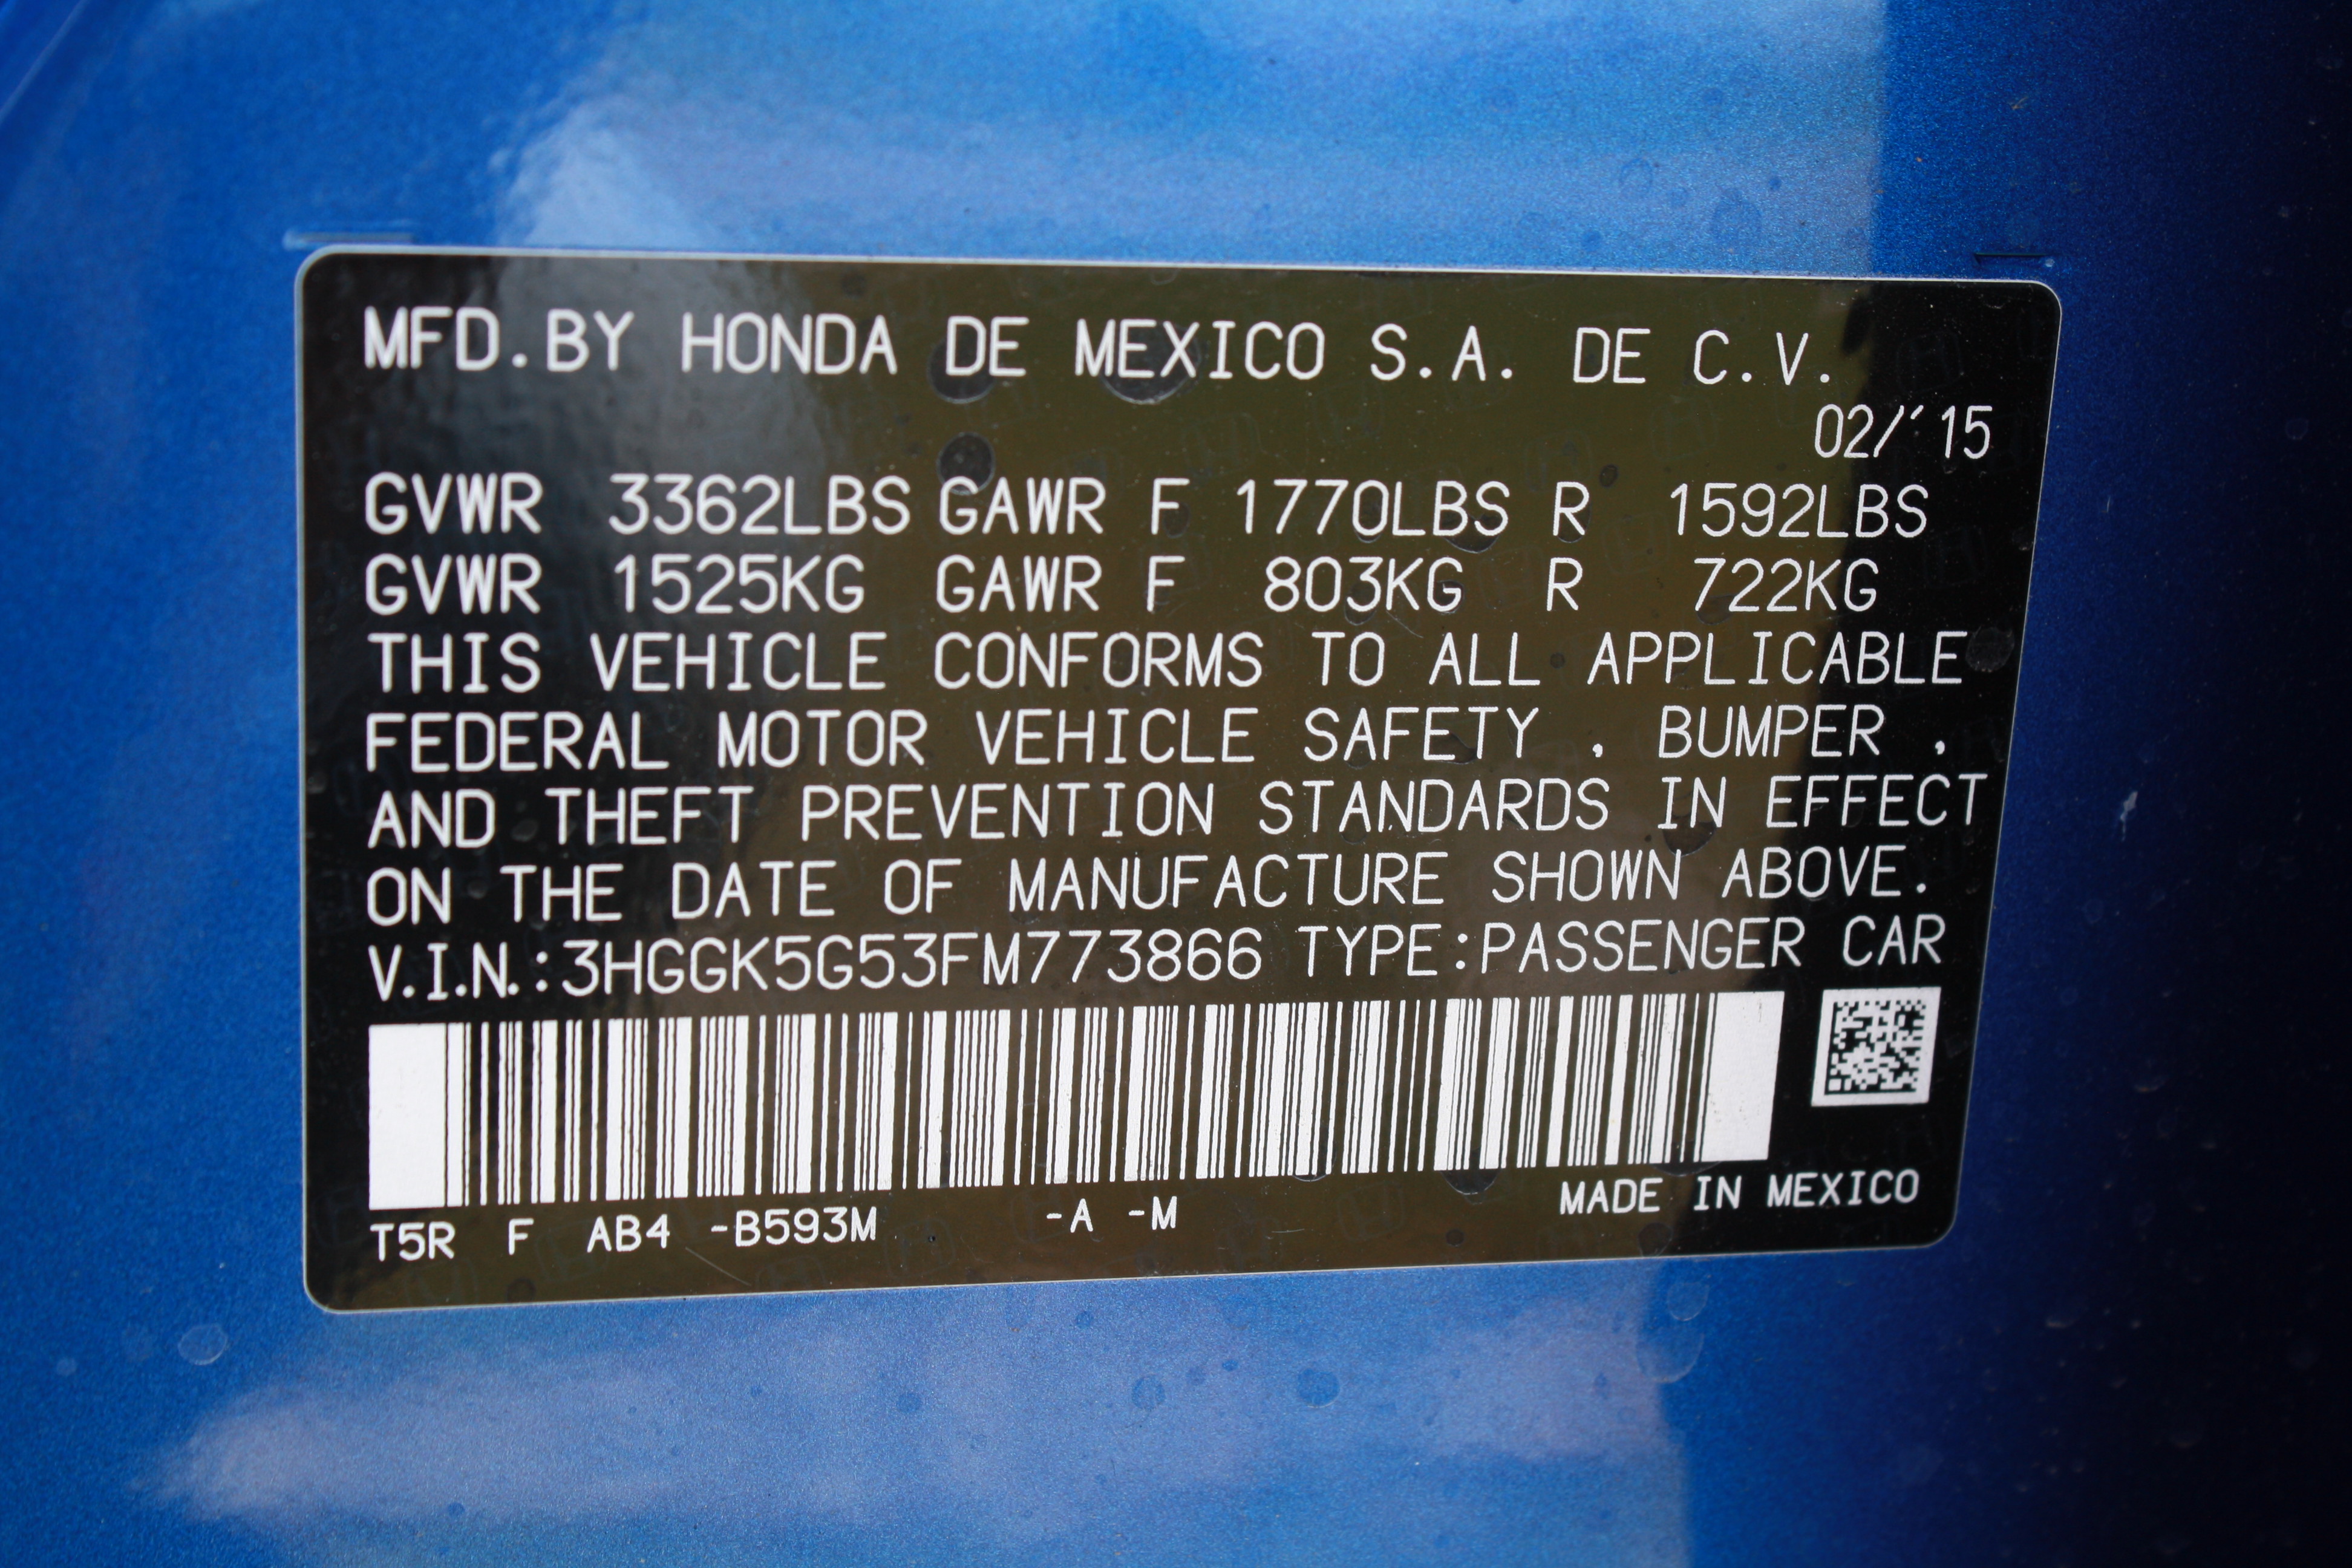 MFD.BY HONDA DE MEXICO S.A. DE C.V.
02/´15
GVWR 3362LBS GAWR F 1770LBS R 1592LBS
GVWR 1525KG GAWR F 803KG R 722KG
THIS VEHICLE CONFORMS TO ALL APPLICABLE
FEDERAL MOTOR VEHICLE SAFETY , BUMPER ,
AND THEFT PREVENTION STANDARDS IN EFFECT
ON THE DATE OF MANUFACTURE SHOWN ABOVE.
V.I.N.:3HGGK5G53FM773866 TYPE:PASSENGER CAR
T5R F AB4 -B593M -A -M MADE IN MEXICO